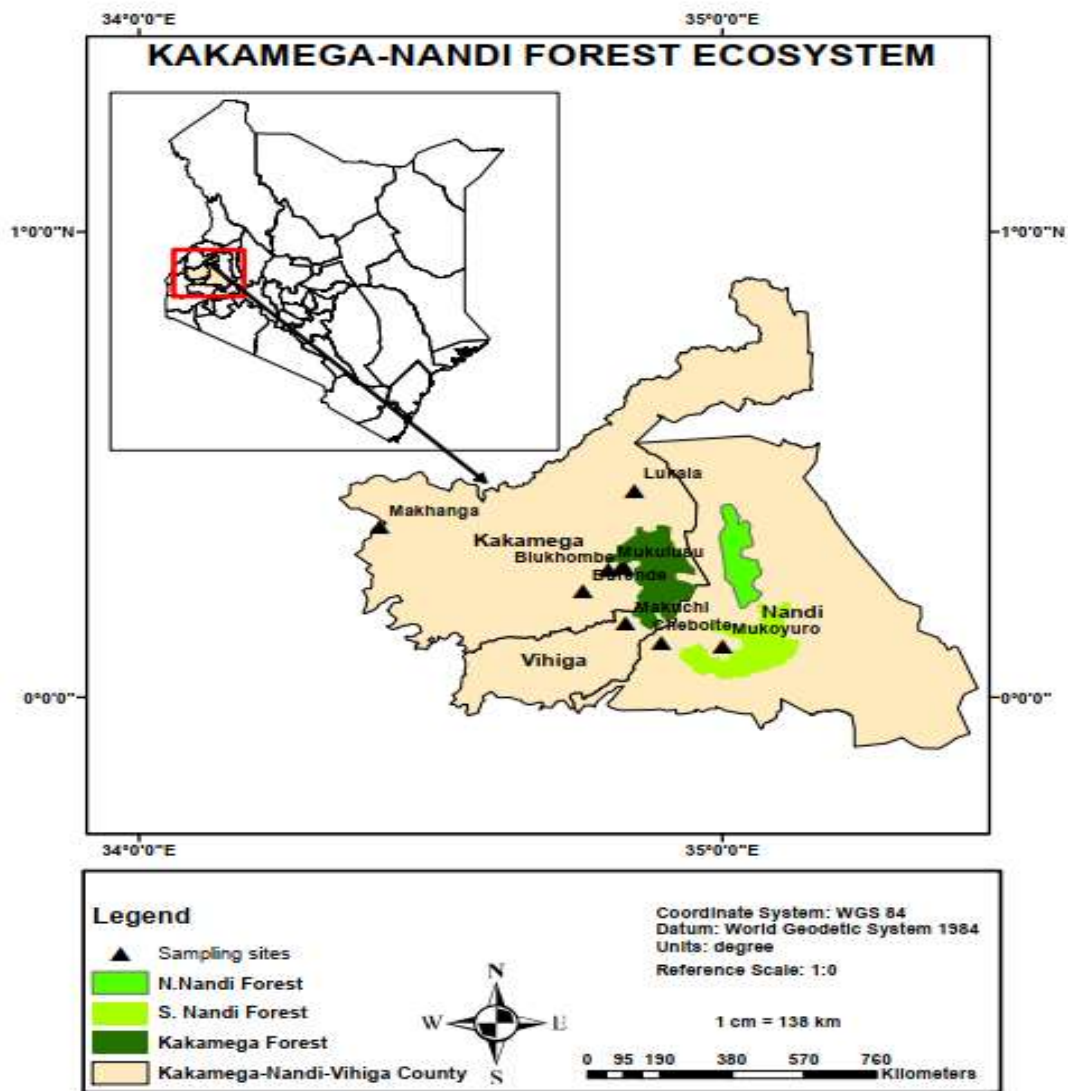 34°0'0"E 35°0'0"E
KAKAMEGA-NANDI FOREST ECOSYSTEM
1°0'0"N 1°0'0"N
Lukala
Makhanga
Kakamega
Mukulusu
Blukhombe
Burende
Makuchi
Nandi
Cheboite
Mukoyuro
Vihiga
0°0'0" 0°0'0"
34°0'0"E 35°0'0"E
Legend
Sampling sites
N.Nandi Forest
S. Nandi Forest
Kakamega Forest
Kakamega-Nandi-Vihiga County
N
W E
S
Coordinate System: WGS 84
Datum: World Geodetic System 1984
Units: degree
Reference Scale: 1:0
1 cm = 138 km
0 95 190 380 570 760
Kilometers